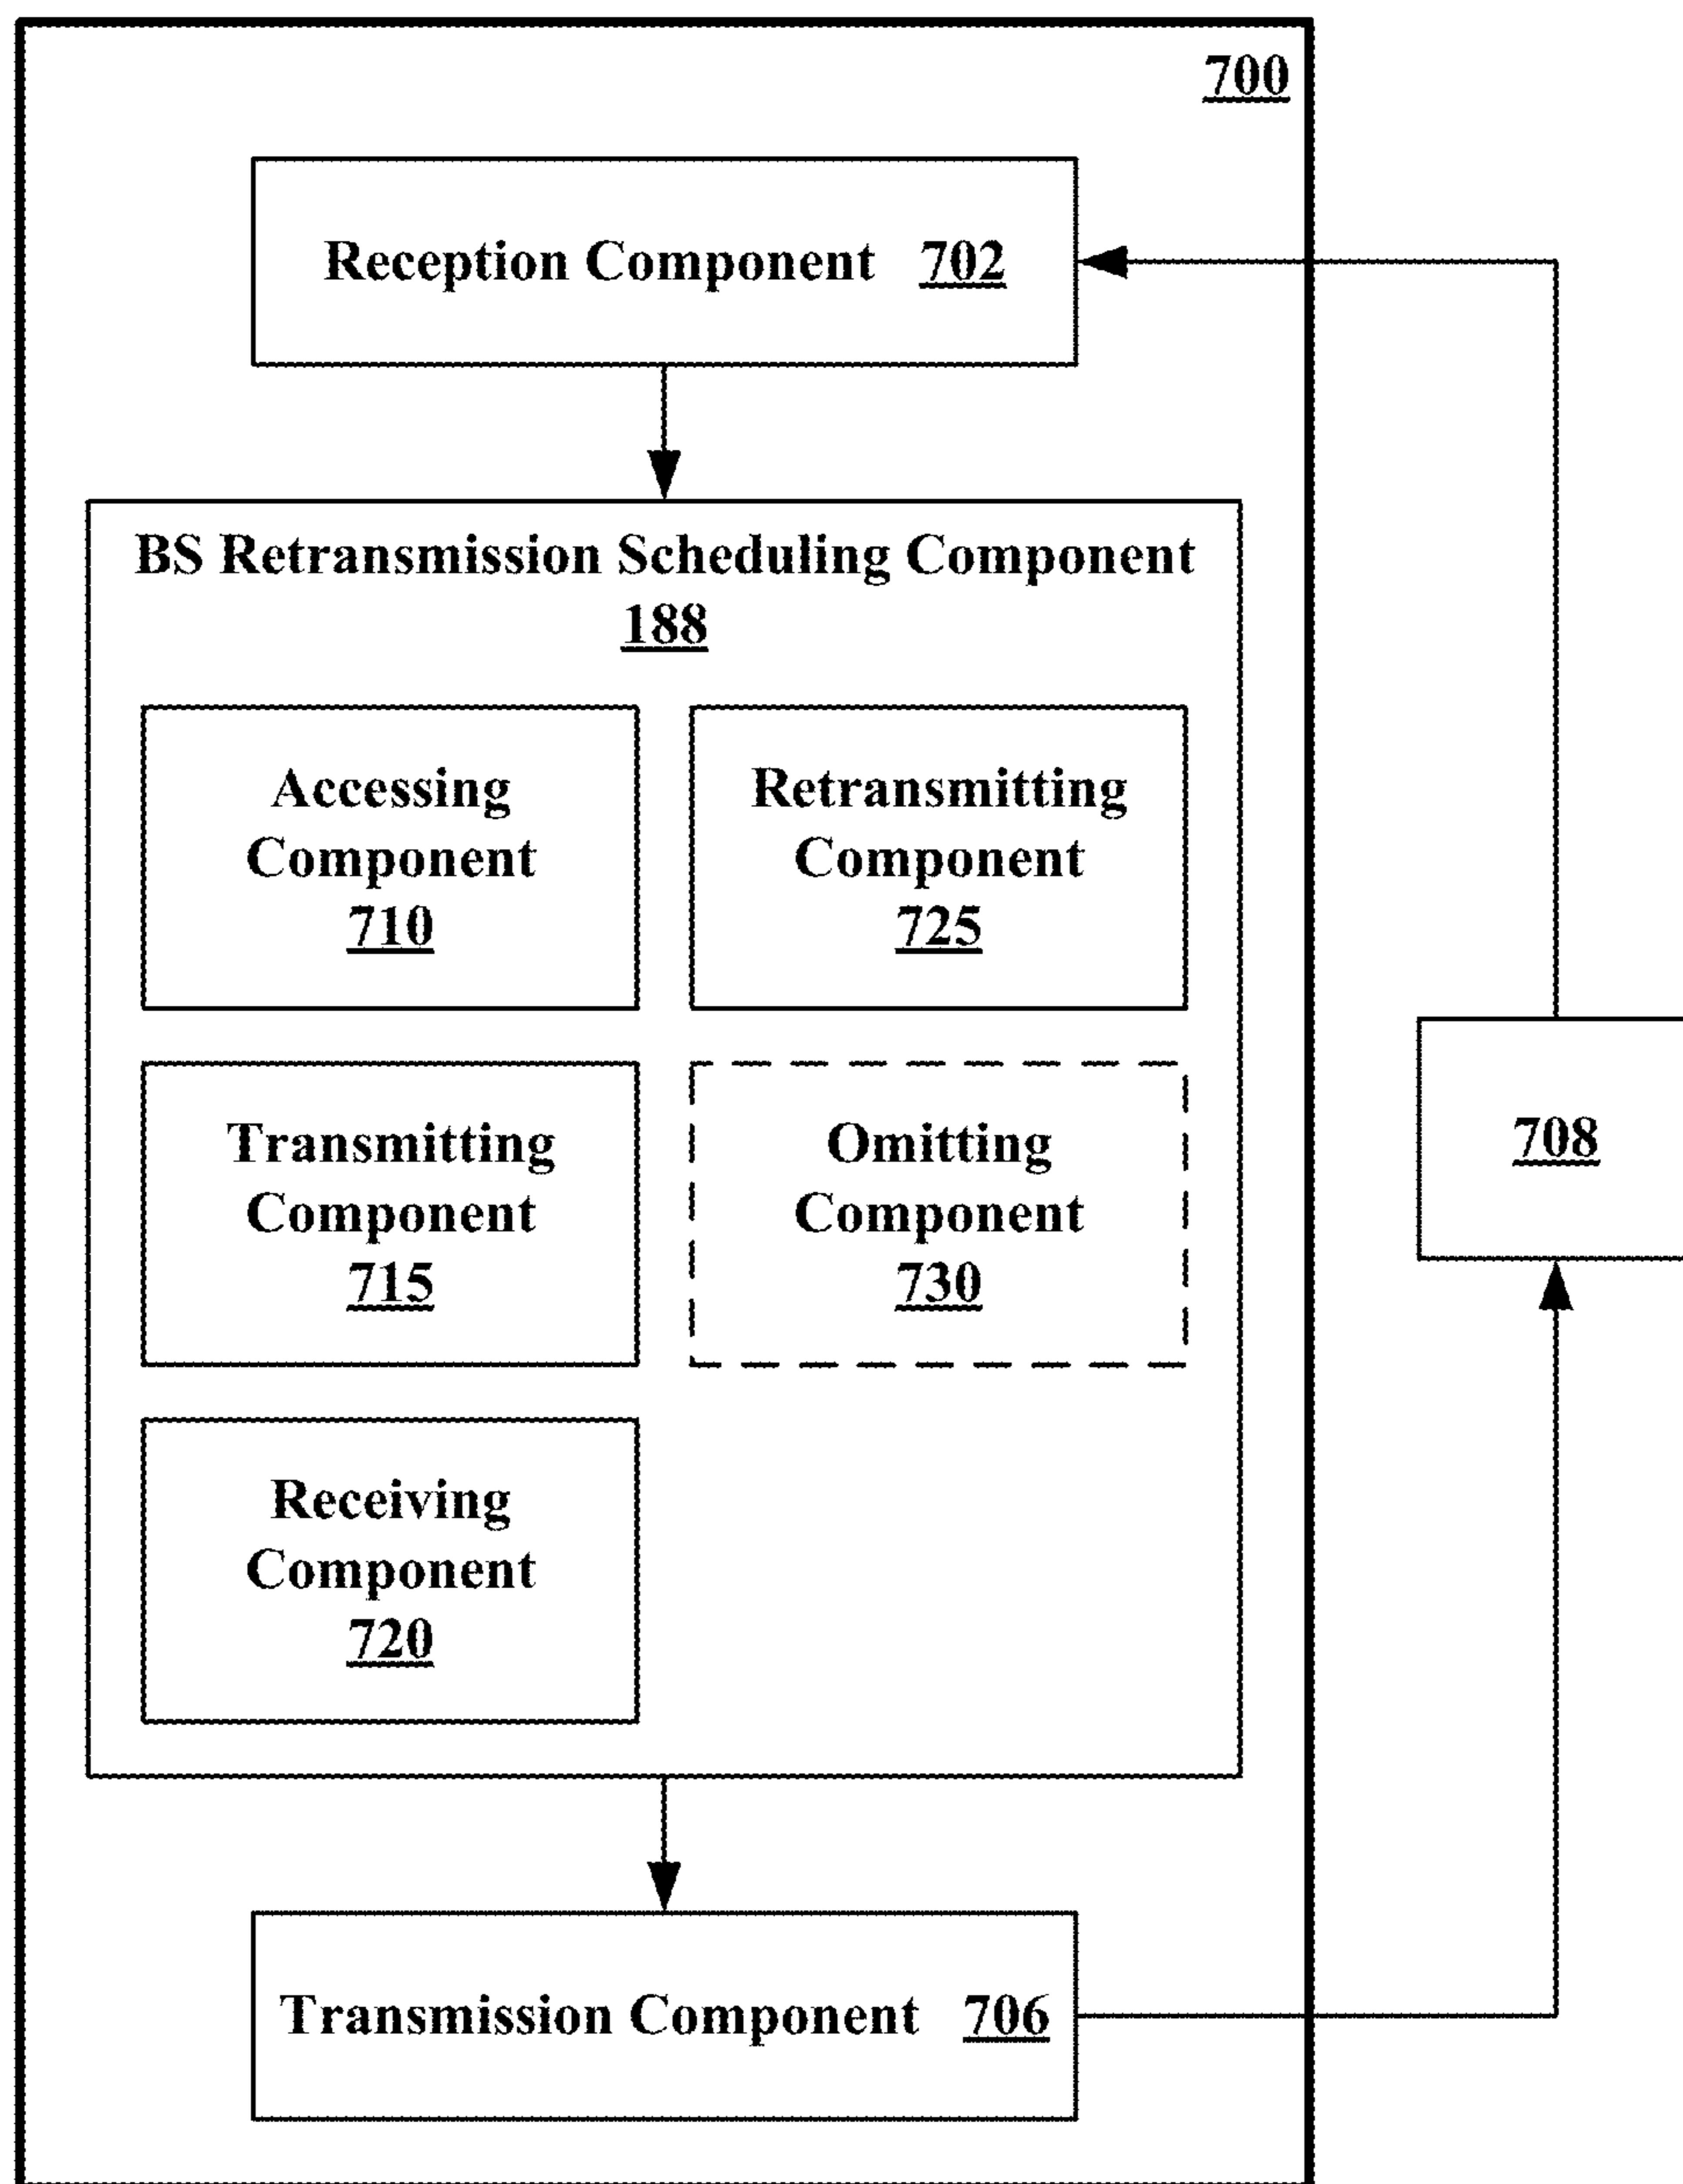 700
Reception Component 702
BS Retransmission Scheduling Component
188
Accessing
Component
710
Retransmitting
Component
725
Transmitting
Component
715
Omitting
Component
730
708
Receiving
Component
720
Transmission Component 706